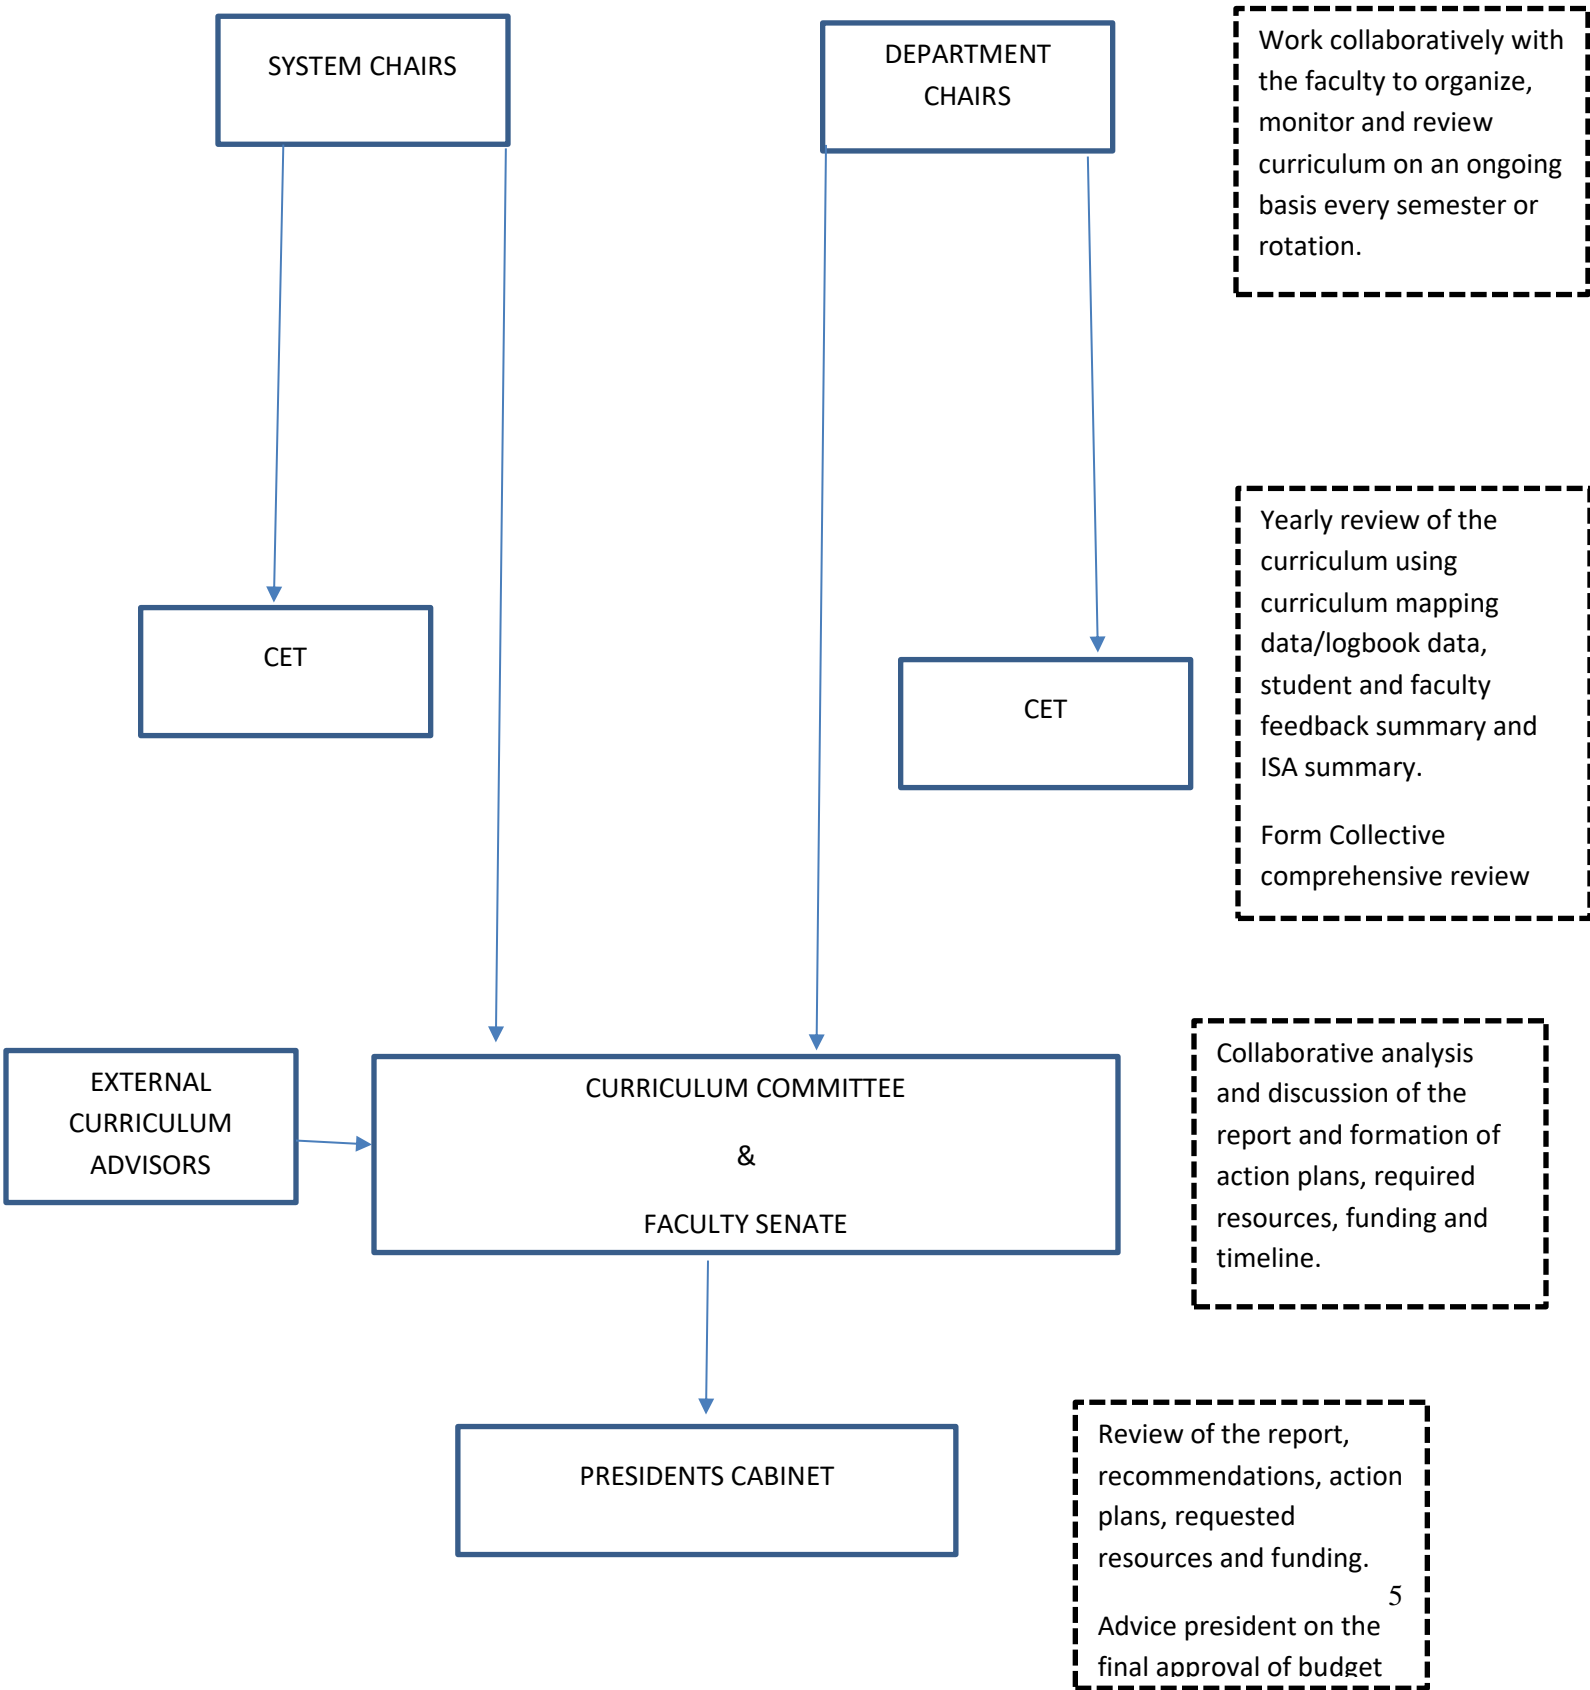 SYSTEM CHAIRS
DEPARTMENT
CHAIRS
Work collaboratively with
the faculty to organize,
monitor and review
curriculum on an ongoing
basis every semester or
rotation.
CET
CET
Yearly review of the
curriculum using
curriculum mapping
data/logbook data,
student and faculty
feedback summary and
ISA summary.
Form Collective
comprehensive review
EXTERNAL
CURRICULUM
ADVISORS
CURRICULUM COMMITTEE
&
FACULTY SENATE
Collaborative analysis
and discussion of the
report and formation of
action plans, required
resources, funding and
timeline.
PRESIDENTS CABINET
Review of the report,
recommendations, action
plans, requested
resources and funding.
5
Advice president on the
final approval of budget